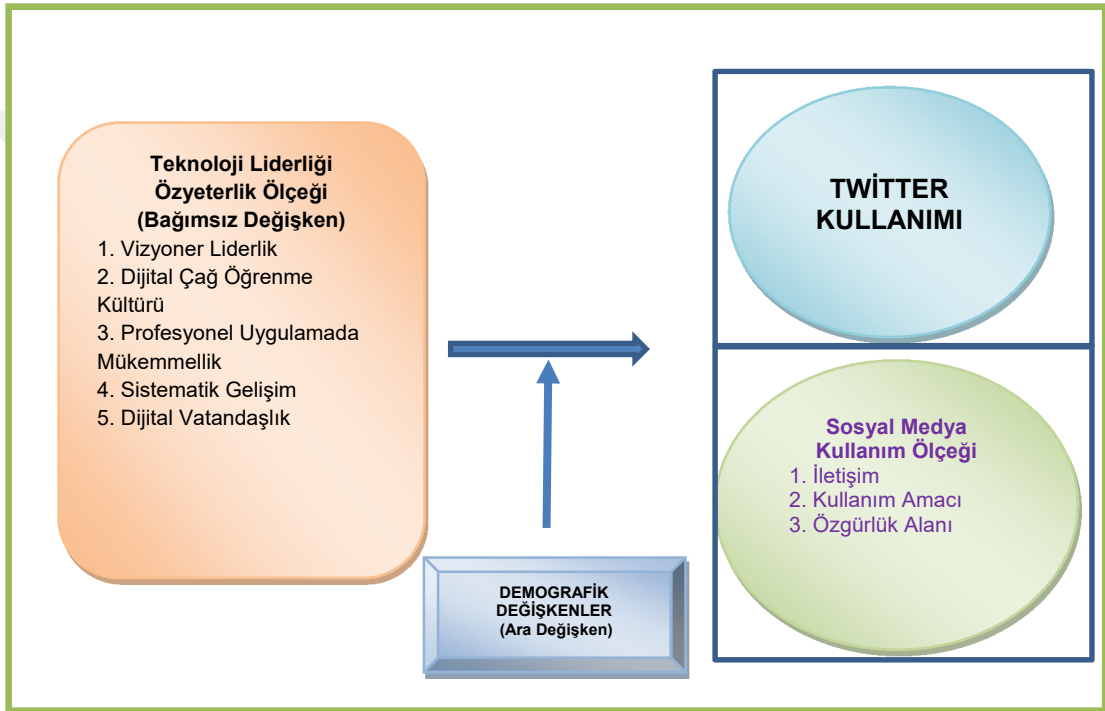 Teknoloji Liderliği
Özyeterlik Ölçeği
(Bağımsız Değişken)
1. Vizyoner Liderlik
2. Dijital Çağ Öğrenme
Kültürü
3. Profesyonel Uygulamada
Mükemmellik
4. Sistematik Gelişim
5. Dijital Vatandaşlık
DEMOGRAFİK
DEĞİŞKENLER
(Ara Değişken)
TWİTTER
KULLANIMI
Sosyal Medya
Kullanım Ölçeği
1. İletişim
2. Kullanım Amacı
3. Özgürlük Alanı